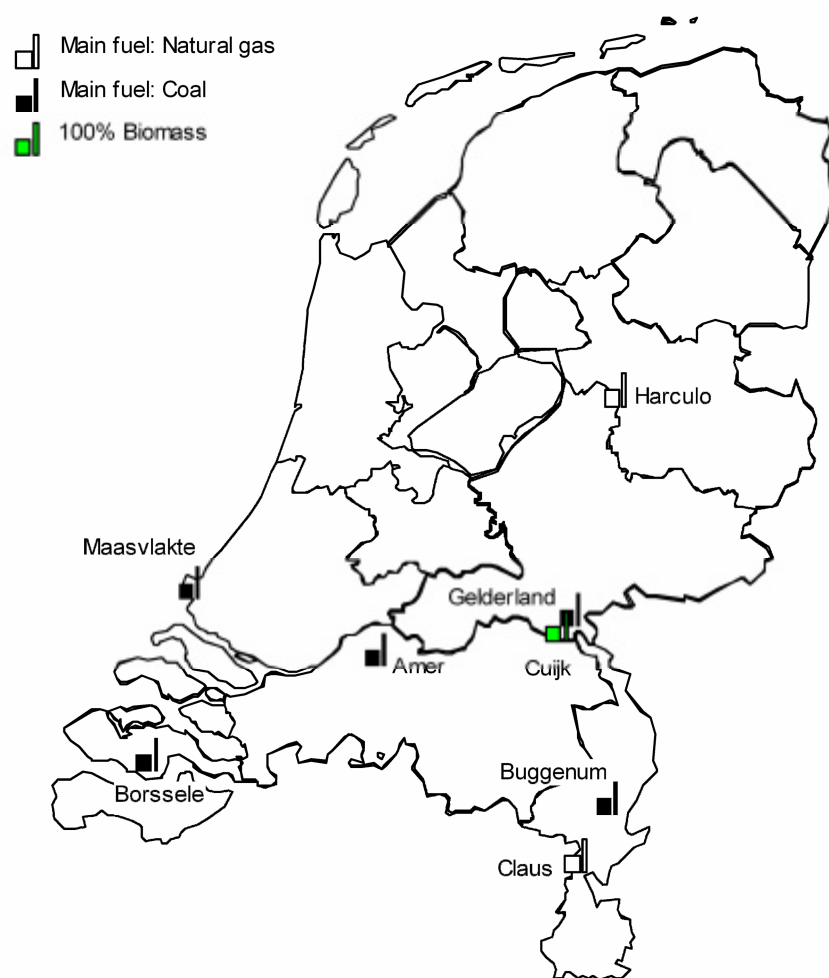 Main fuel: Natural gas
Main fuel: Coal
100% Biomass
Harculo
Maasvlakte
Gelderland
Amer
Cuijk
Buggenum
Borssele
Claus